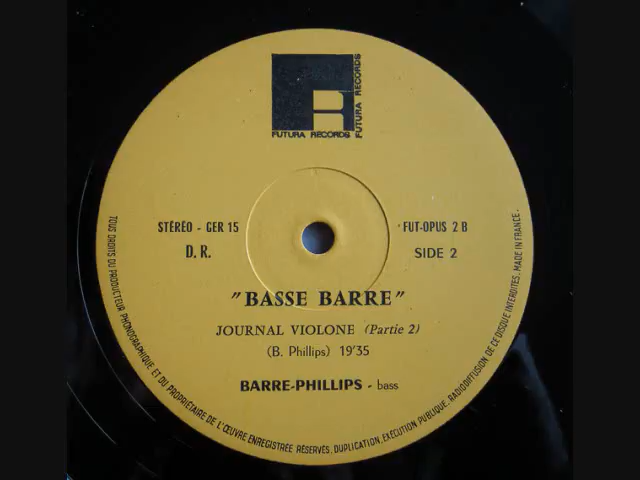 FUTURA RECORDS
FUTURA RECORDS
STÉRÉO - GER 15
FUT-OPUS 2 B
D. R.
SIDE 2
"BASSE BARRE"
JOURNAL VIOLONE (Partie 2)
(B. Phillips) 19'35
BARRE-PHILLIPS - bass
TOUS DROITS DU PRODUCTEUR PHONOGRAPHIQUE ET DU PROPRIÉTAIRE DE L'ŒUVRE ENREGISTRÉE RÉSERVÉS, DUPLICATION, EXÉCUTION PUBLIQUE, RADIODIFFUSION DE CE DISQUE INTERDITES. MADE IN FRANCE-